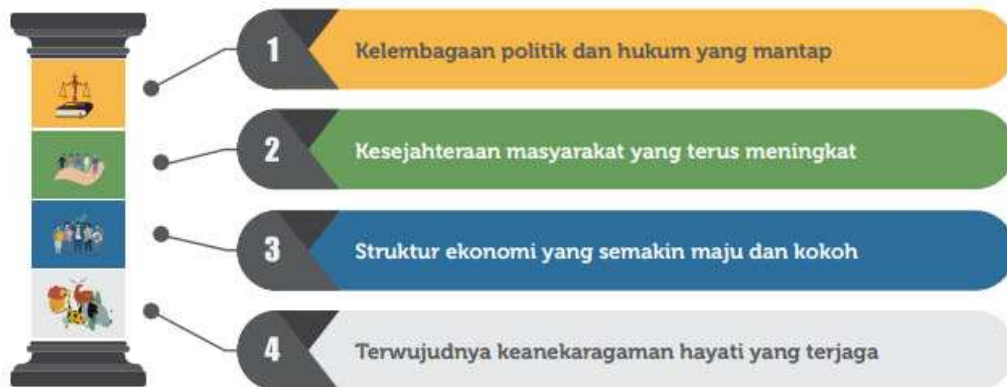 1
Kelembagaan politik dan hukum yang mantap
2
Kesejahteraan masyarakat yang terus meningkat
3
Struktur ekonomi yang semakin maju dan kokoh
4
Terwujudnya keanekaragaman hayati yang terjaga